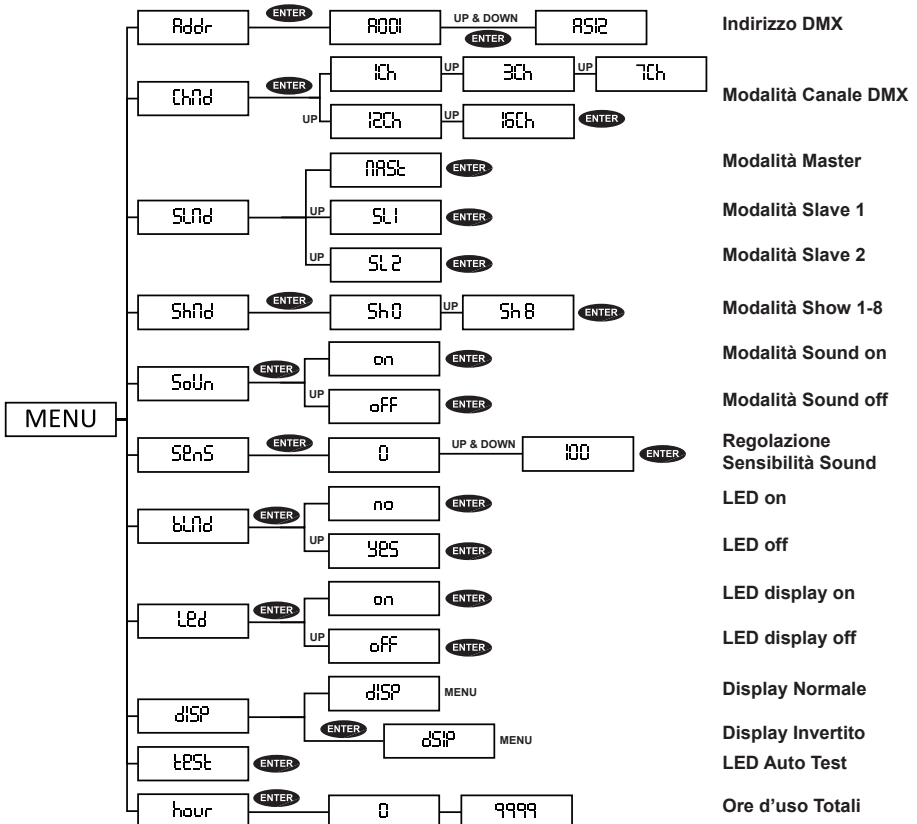 ENTER
Addr
A001
UP & DOWN
ENTER
A512
Indirizzo DMX
ChMd
ENTER
1Ch
UP
3Ch
UP
7Ch
UP
12Ch
UP
16Ch
ENTER
Modalità Canale DMX
SLMd
MASt
ENTER
Modalità Master
UP
SL1
ENTER
Modalità Slave 1
UP
SL2
ENTER
Modalità Slave 2
ShMd
ENTER
Sh0
UP
Sh8
ENTER
Modalità Show 1-8
SoUn
ENTER
on
ENTER
Modalità Sound on
UP
oFF
ENTER
Modalità Sound off
MENU
SenS
ENTER
0
UP & DOWN
100
ENTER
Regolazione
Sensibilità Sound
bLMd
ENTER
no
ENTER
LED on
UP
yes
ENTER
LED off
Led
ENTER
on
ENTER
LED display on
UP
oFF
ENTER
LED display off
dISP
dISP
MENU
Display Normale
ENTER
dSIP
MENU
Display Invertito
test
ENTER
LED Auto Test
hour
ENTER
0
9999
Ore d'uso Totali